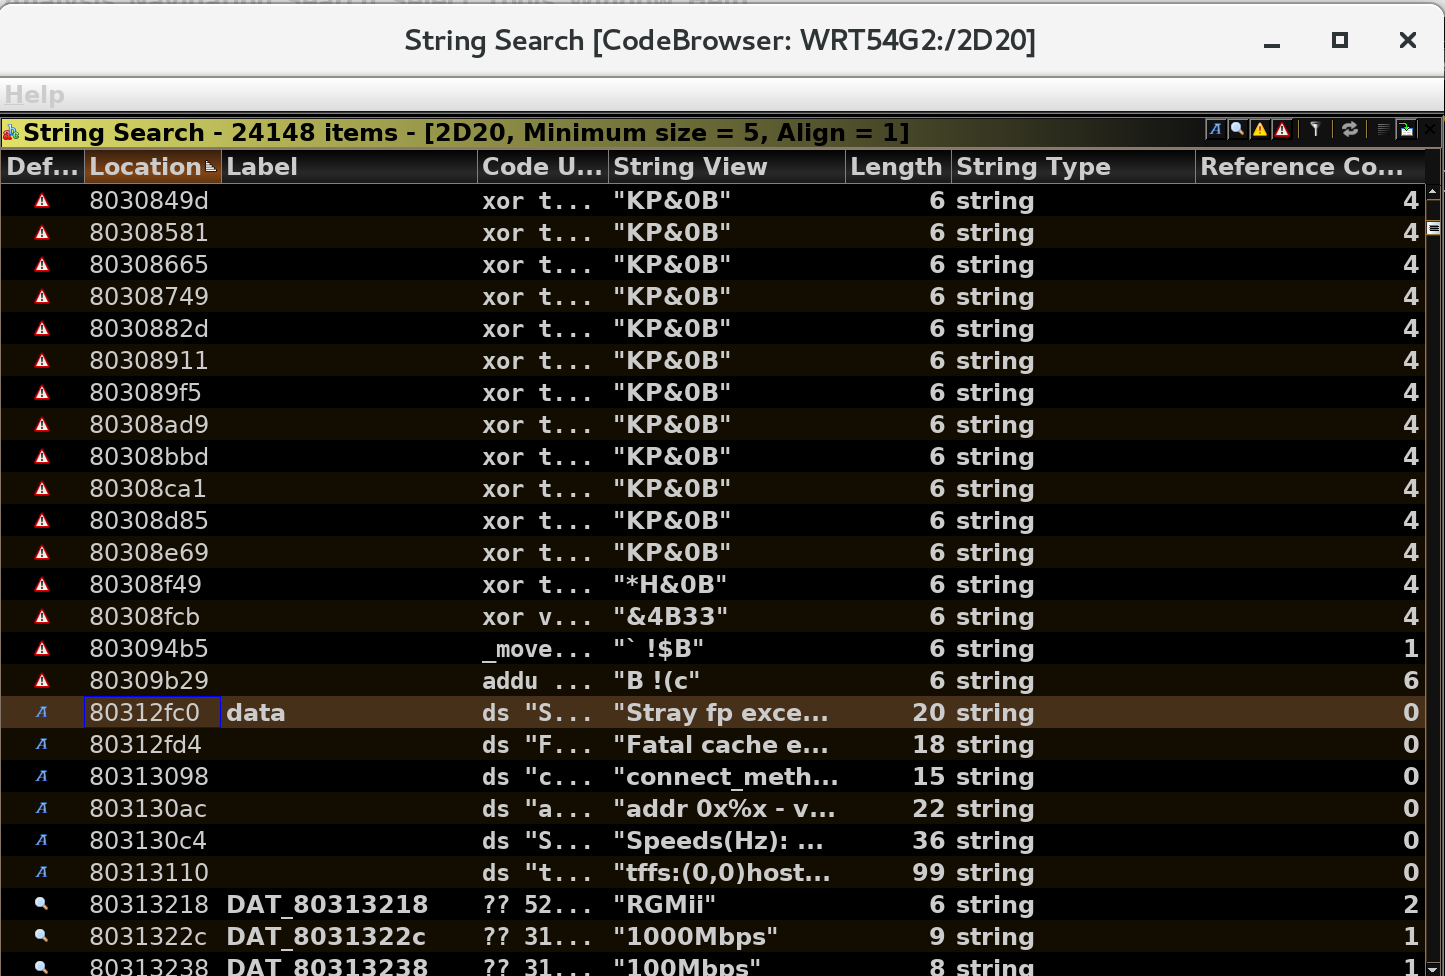 Analysis Navigation Search Select Tools Window Help
String Search [CodeBrowser: WRT54G2:/2D20]
Help
String Search - 24148 items - [2D20, Minimum size = 5, Align = 1]
Def... Location Label Code U... String View Length String Type Reference Co...
8030849d xor t... "KP&0B" 6 string 4
80308581 xor t... "KP&0B" 6 string 4
80308665 xor t... "KP&0B" 6 string 4
80308749 xor t... "KP&0B" 6 string 4
8030882d xor t... "KP&0B" 6 string 4
80308911 xor t... "KP&0B" 6 string 4
803089f5 xor t... "KP&0B" 6 string 4
80308ad9 xor t... "KP&0B" 6 string 4
80308bbd xor t... "KP&0B" 6 string 4
80308ca1 xor t... "KP&0B" 6 string 4
80308d85 xor t... "KP&0B" 6 string 4
80308e69 xor t... "KP&0B" 6 string 4
80308f49 xor t... "*H&0B" 6 string 4
80308fcb xor v... "&4B33" 6 string 4
803094b5 _move... "` !$B" 6 string 1
80309b29 addu ... "B !(c" 6 string 6
80312fc0 data ds "S... "Stray fp exce... 20 string 0
80312fd4 ds "F... "Fatal cache e... 18 string 0
80313098 ds "c... "connect_meth... 15 string 0
803130ac ds "a... "addr 0x%x - v... 22 string 0
803130c4 ds "S... "Speeds(Hz): ... 36 string 0
80313110 ds "t... "tffs:(0,0)host... 99 string 0
80313218 DAT_80313218 ?? 52... "RGMii" 6 string 2
8031322c DAT_8031322c ?? 31... "1000Mbps" 9 string 1
80313238 DAT_80313238 ?? 31... "100Mbps" 8 string 1